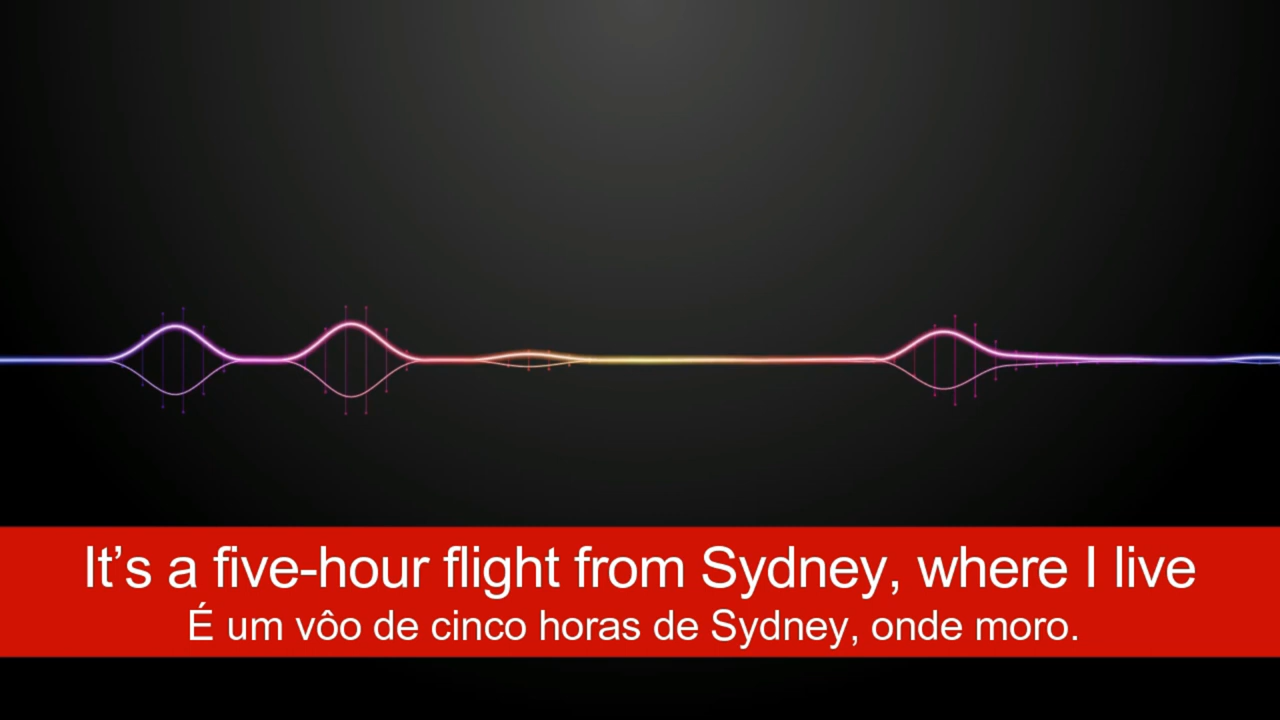 It’s a five-hour flight from Sydney, where I live
É um vôo de cinco horas de Sydney, onde moro.